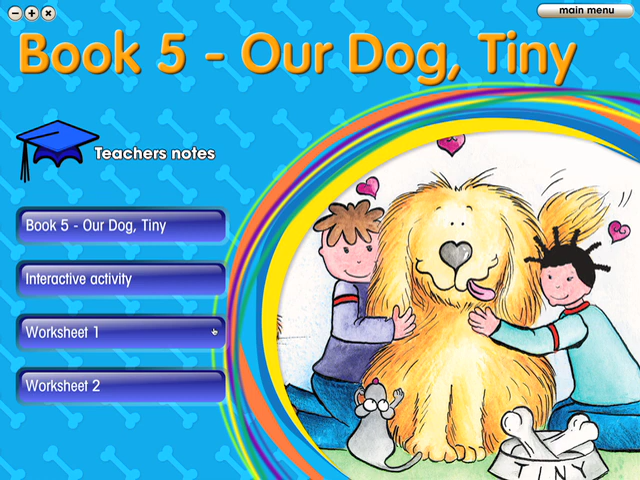 main menu
Book 5 - Our Dog, Tiny
Teachers notes
Book 5 - Our Dog, Tiny
Interactive activity
Worksheet 1
Worksheet 2
TINY